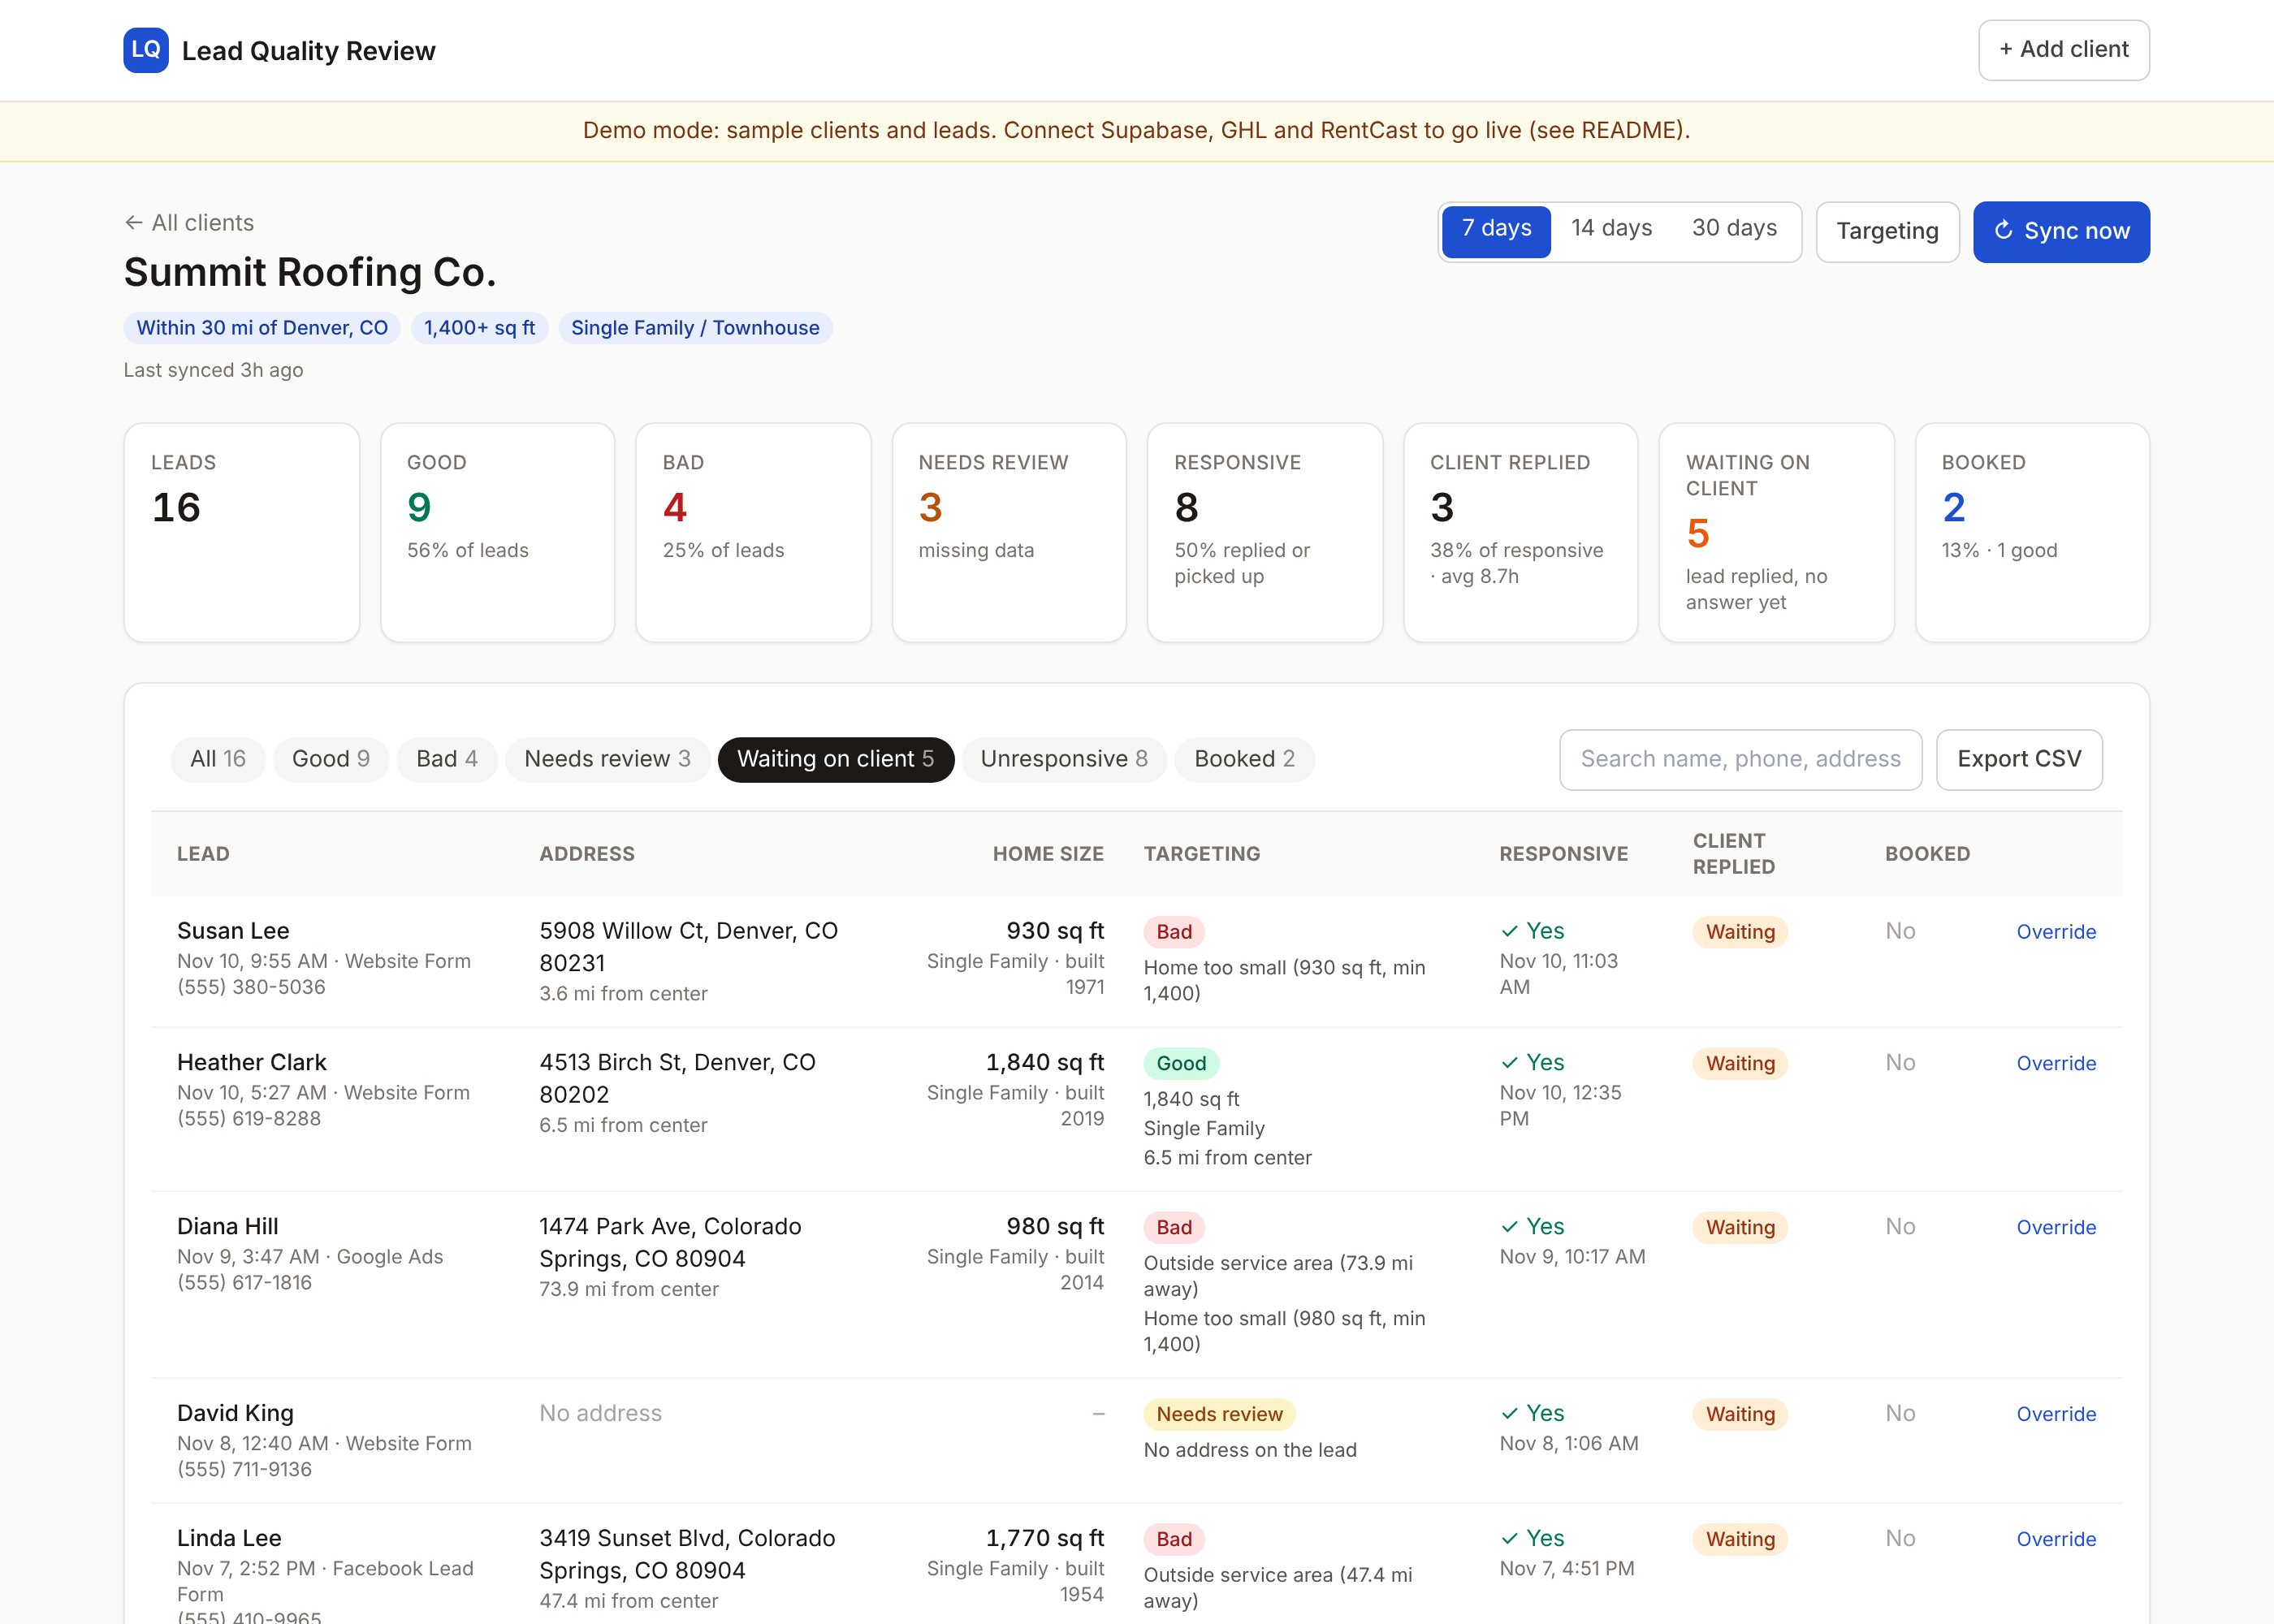 LQ Lead Quality Review
+ Add client
Demo mode: sample clients and leads. Connect Supabase, GHL and RentCast to go live (see README).
← All clients
7 days 14 days 30 days Targeting ↻ Sync now
Summit Roofing Co.
Within 30 mi of Denver, CO 1,400+ sq ft Single Family / Townhouse
Last synced 3h ago
LEADS
16
GOOD
9
56% of leads
BAD
4
25% of leads
NEEDS REVIEW
3
missing data
RESPONSIVE
8
50% replied or
picked up
CLIENT REPLIED
3
38% of responsive
· avg 8.7h
WAITING ON
CLIENT
5
lead replied, no
answer yet
BOOKED
2
13% · 1 good
All 16 Good 9 Bad 4 Needs review 3 Waiting on client 5 Unresponsive 8 Booked 2
Search name, phone, address
Export CSV
LEAD
ADDRESS
HOME SIZE
TARGETING
RESPONSIVE
CLIENT
REPLIED
BOOKED
Susan Lee
Nov 10, 9:55 AM · Website Form
(555) 380-5036
5908 Willow Ct, Denver, CO
80231
3.6 mi from center
930 sq ft
Single Family · built
1971
Bad
Home too small (930 sq ft, min
1,400)
✓ Yes
Nov 10, 11:03
AM
Waiting
No
Override
Heather Clark
Nov 10, 5:27 AM · Website Form
(555) 619-8288
4513 Birch St, Denver, CO
80202
6.5 mi from center
1,840 sq ft
Single Family · built
2019
Good
1,840 sq ft
Single Family
6.5 mi from center
✓ Yes
Nov 10, 12:35
PM
Waiting
No
Override
Diana Hill
Nov 9, 3:47 AM · Google Ads
(555) 617-1816
1474 Park Ave, Colorado
Springs, CO 80904
73.9 mi from center
980 sq ft
Single Family · built
2014
Bad
Outside service area (73.9 mi
away)
Home too small (980 sq ft, min
1,400)
✓ Yes
Nov 9, 10:17 AM
Waiting
No
Override
David King
Nov 8, 12:40 AM · Website Form
(555) 711-9136
No address
–
Needs review
No address on the lead
✓ Yes
Nov 8, 1:06 AM
Waiting
No
Override
Linda Lee
Nov 7, 2:52 PM · Facebook Lead
Form
(555) 410-9965
3419 Sunset Blvd, Colorado
Springs, CO 80904
47.4 mi from center
1,770 sq ft
Single Family · built
1954
Bad
Outside service area (47.4 mi
away)
✓ Yes
Nov 7, 4:51 PM
Waiting
No
Override